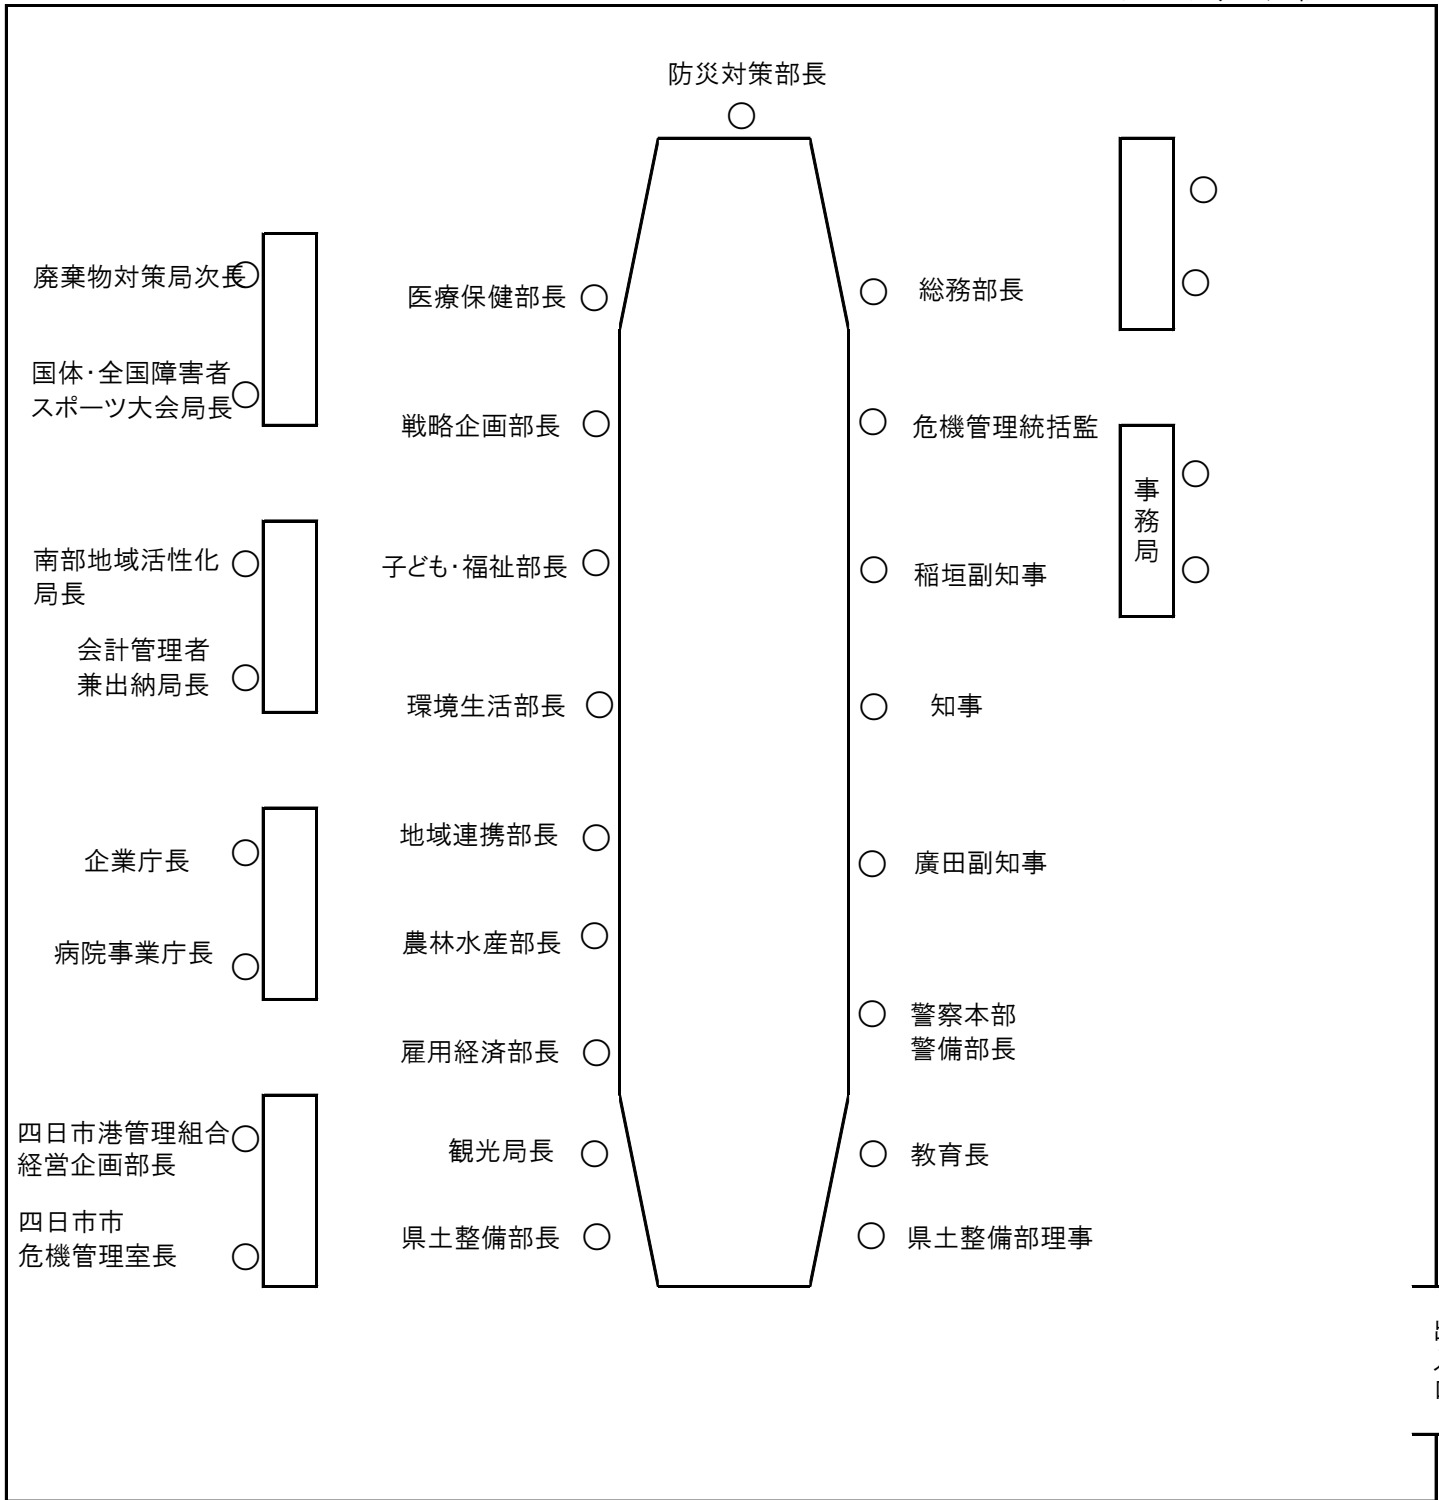 防災対策部長
廃棄物対策局次長
国体・全国障害者
スポーツ大会局長
南部地域活性化
局長
会計管理者
兼出納局長
企業庁長
病院事業庁長
四日市港管理組合
経営企画部長
四日市市
危機管理室長
医療保健部長
戦略企画部長
子ども・福祉部長
環境生活部長
地域連携部長
農林水産部長
雇用経済部長
観光局長
県土整備部長
総務部長
危機管理統括監
稲垣副知事
知事
廣田副知事
警察本部
警備部長
教育長
県土整備部理事
事務局